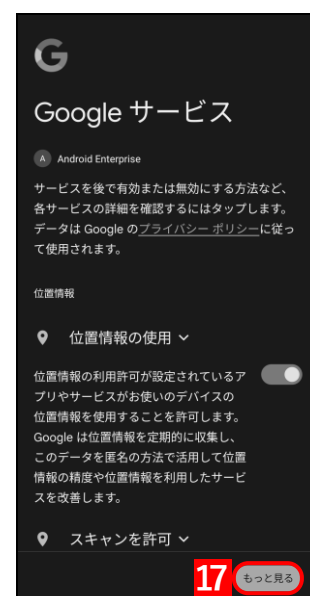 G
Google サービス
A Android Enterprise
サービスを後で有効または無効にする方法など、
各サービスの詳細を確認するにはタップします。
データは Google のプライバシー ポリシーに従っ
て使用されます。
位置情報
位置情報の使用
位置情報の利用許可が設定されているア
プリやサービスがお使いのデバイスの
位置情報を使用することを許可します。
Google は位置情報を定期的に収集し、
このデータを匿名の方法で活用して位置
情報の精度や位置情報を利用したサービ
スを改善します。
スキャンを許可
17 もっと見る